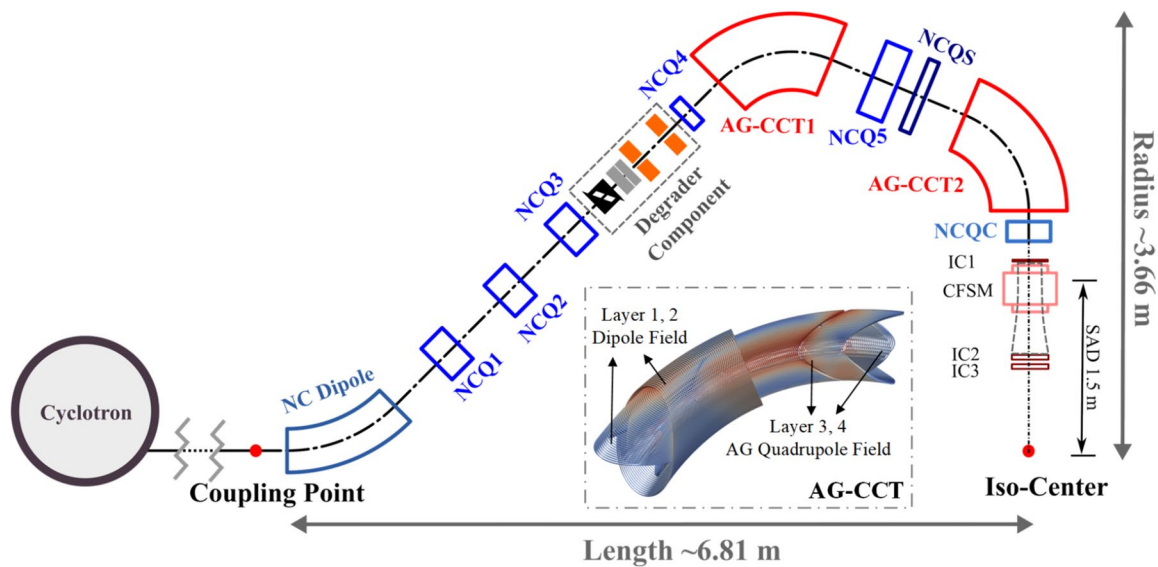 NCQS
NCQ4
AG-CCT1
NCQ5
AG-CCT2
NCQ3
Degrader
Component
NCQ2
NCQ1
NCQC
IC1
CFSM
IC2
IC3
SAD 1.5 m
Radius ~3.66 m
Layer 1, 2
Dipole Field
Layer 3, 4
AG Quadrupole Field
AG-CCT
NC Dipole
Cyclotron
Coupling Point
Iso-Center
Length ~6.81 m